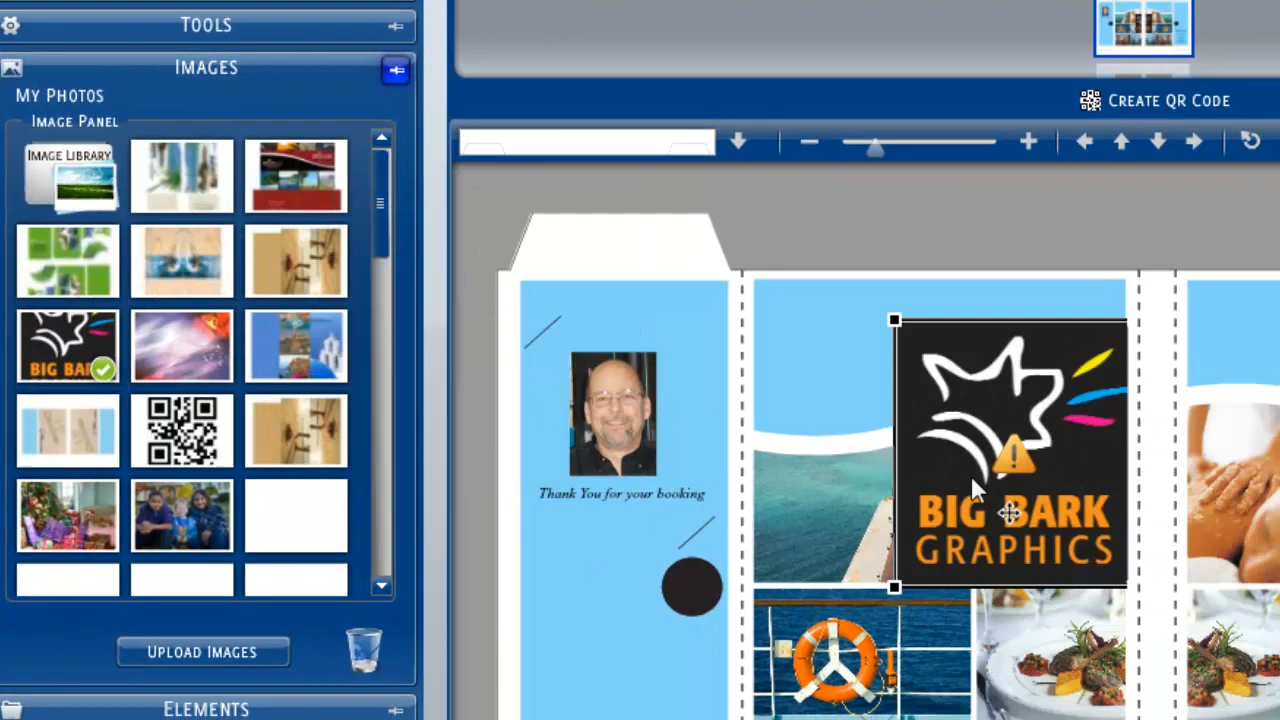 TOOLS
IMAGES
MY PHOTOS
IMAGE PANEL
IMAGE LIBRARY
BIG BAR
UPLOAD IMAGES
ELEMENTS
CREATE QR CODE
Thank You for your booking
BIG BARK
GRAPHICS